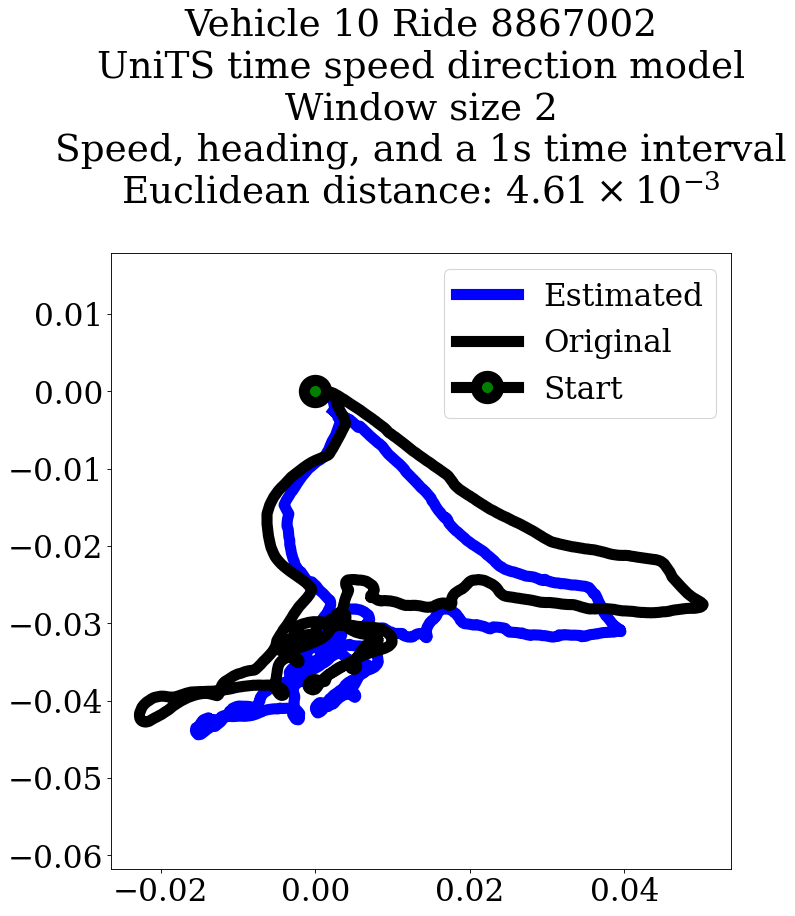 Vehicle 10 Ride 8867002
UniTS time speed direction model
Window size 2
Speed, heading, and a 1s time interval
Euclidean distance: 4.61 × 10⁻³
Estimated
Original
Start
0.01
0.00
−0.01
−0.02
−0.03
−0.04
−0.05
−0.06
−0.02 0.00 0.02 0.04